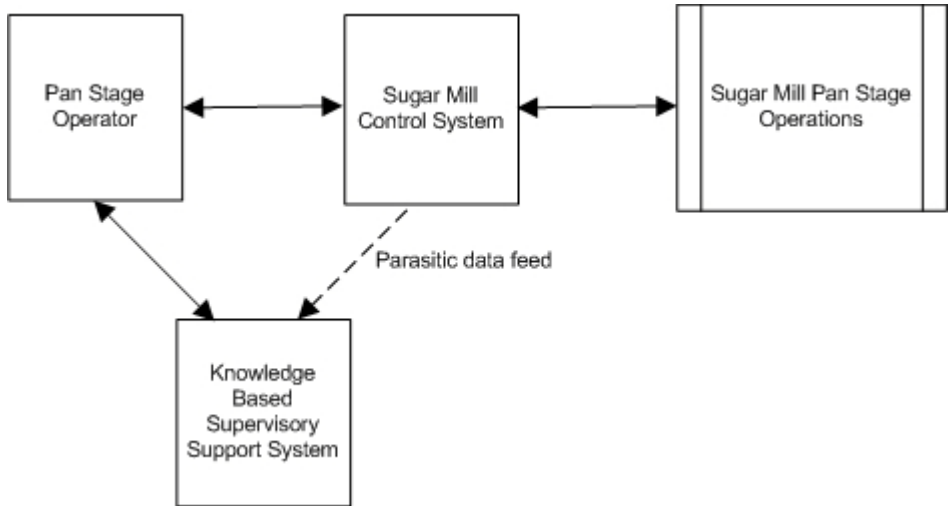 Pan Stage
Operator
Sugar Mill
Control System
Sugar Mill Pan Stage
Operations
Parasitic data feed
Knowledge
Based
Supervisory
Support System